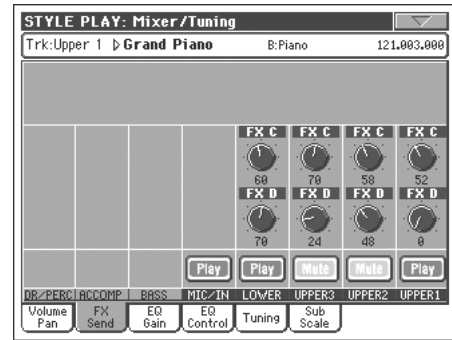 STYLE PLAY: Mixer/Tuning
Trk:Upper 1 Grand Piano B:Piano 121.003.000
FX C FX C FX C FX C
60 70 58 52
FX D FX D FX D FX D
70 24 48 0
Play Play Mute Mute Play
DR/PERC ACCOMP BASS MIC/IN LOWER UPPER3 UPPER2 UPPER1
Volume Pan FX Send EQ Gain EQ Control Tuning Sub Scale